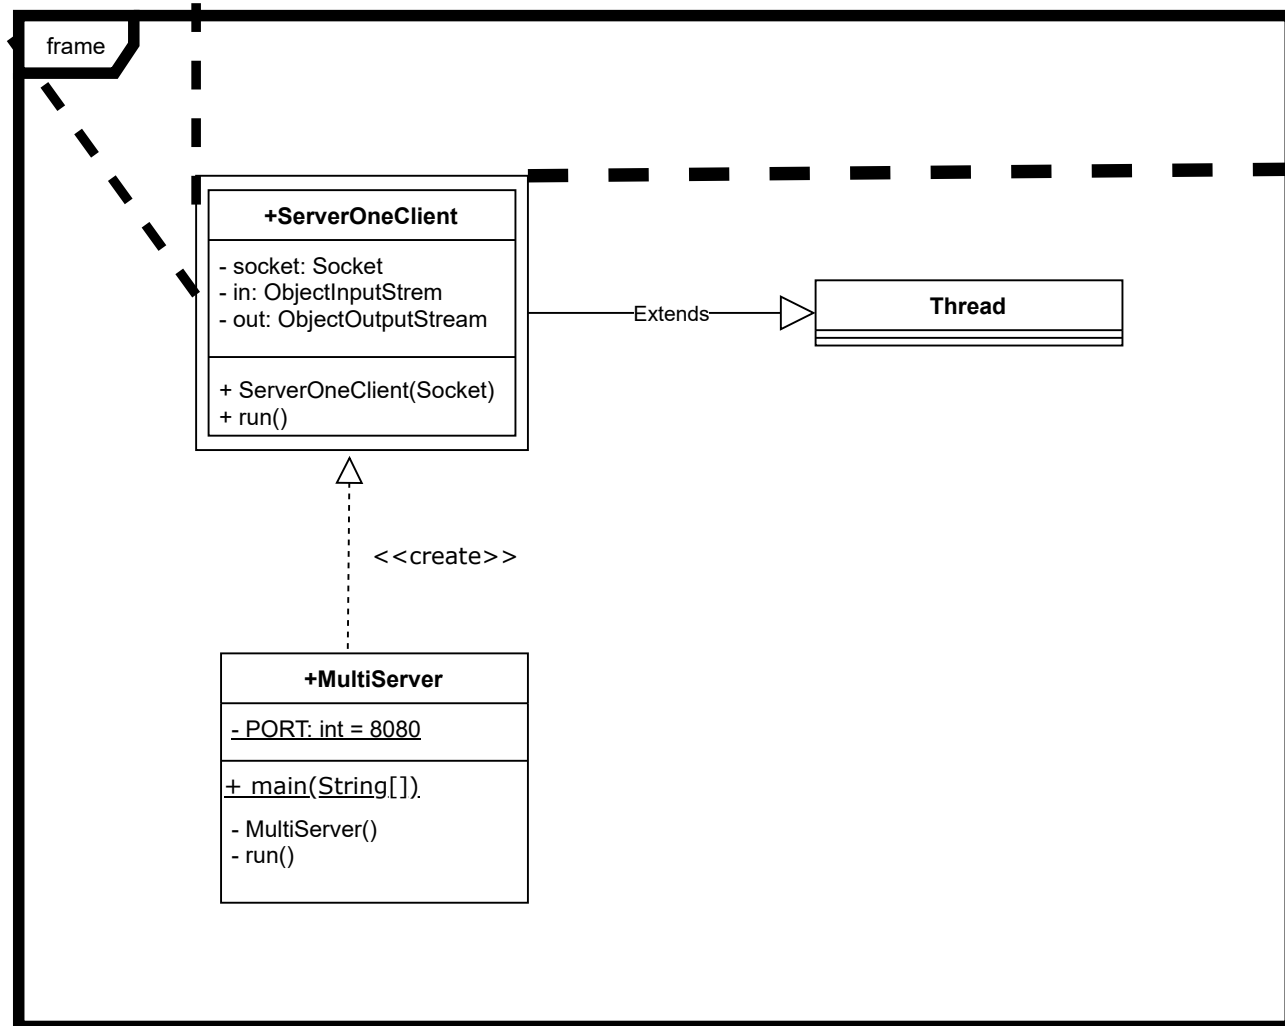 frame
+ServerOneClient
- socket: Socket
- in: ObjectInputStrem
- out: ObjectOutputStream
+ ServerOneClient(Socket)
+ run()
Extends
Thread
<<create>>
+MultiServer
- PORT: int = 8080
+ main(String[])
- MultiServer()
- run()